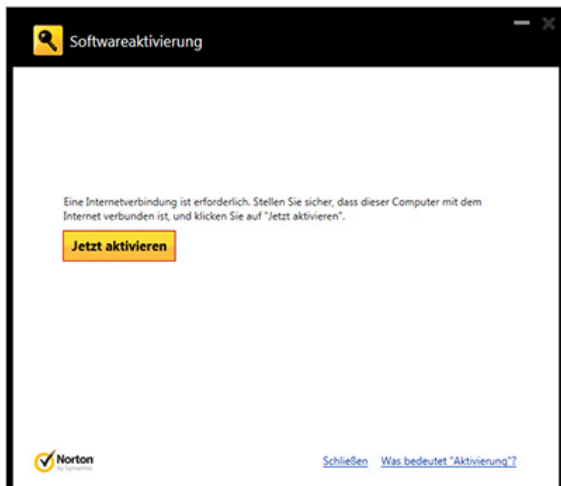 Softwareaktivierung
Eine Internetverbindung ist erforderlich. Stellen Sie sicher, dass dieser Computer mit dem
Internet verbunden ist, und klicken Sie auf "Jetzt aktivieren".
Jetzt aktivieren
Norton
by Symantec
Schließen Was bedeutet "Aktivierung"?